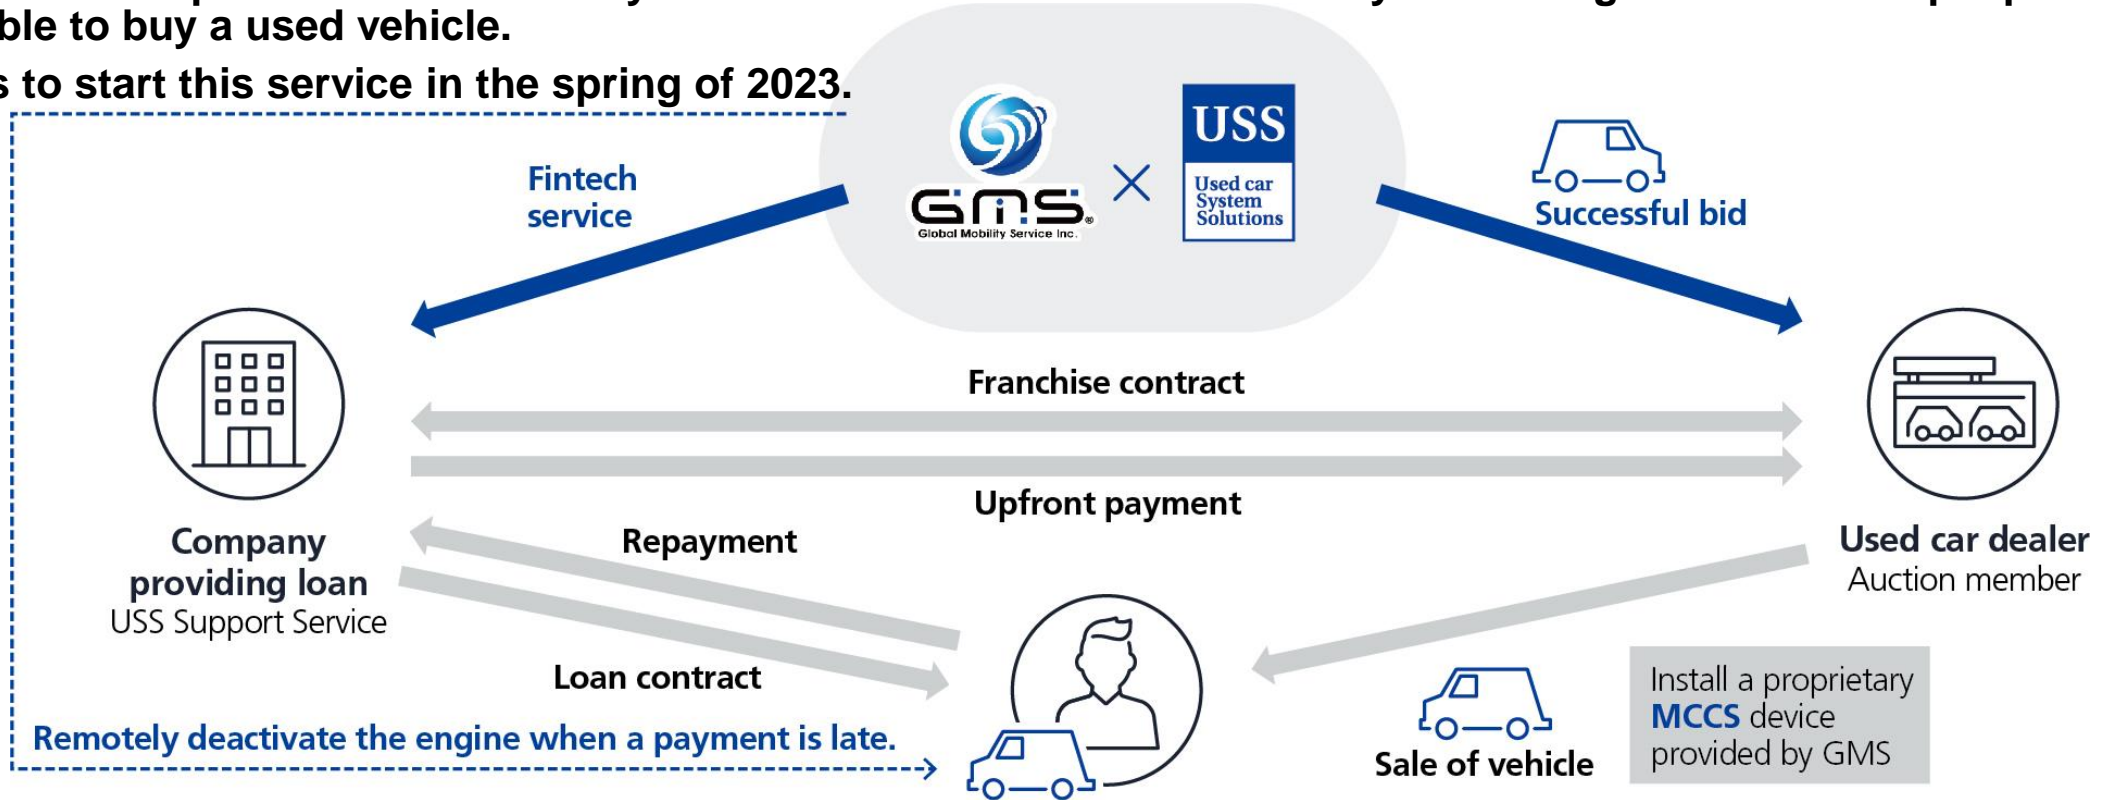 ble to buy a used vehicle.
s to start this service in the spring of 2023.
GMS®
Global Mobility Service Inc.
USS
Used car
System
Solutions
Fintech
service
Successful bid
Franchise contract
Upfront payment
Company
providing loan
USS Support Service
Repayment
Loan contract
Used car dealer
Auction member
Remotely deactivate the engine when a payment is late.
Sale of vehicle
Install a proprietary
MCCS device
provided by GMS